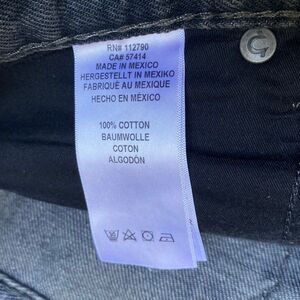 RN# 112790
CA# 57414
MADE IN MEXICO
HERGESTELLT IN MEXIKO
FABRIQUÉ AU MEXIQUE
HECHO EN MÉXICO
100% COTTON
BAUMWOLLE
COTON
ALGODÓN